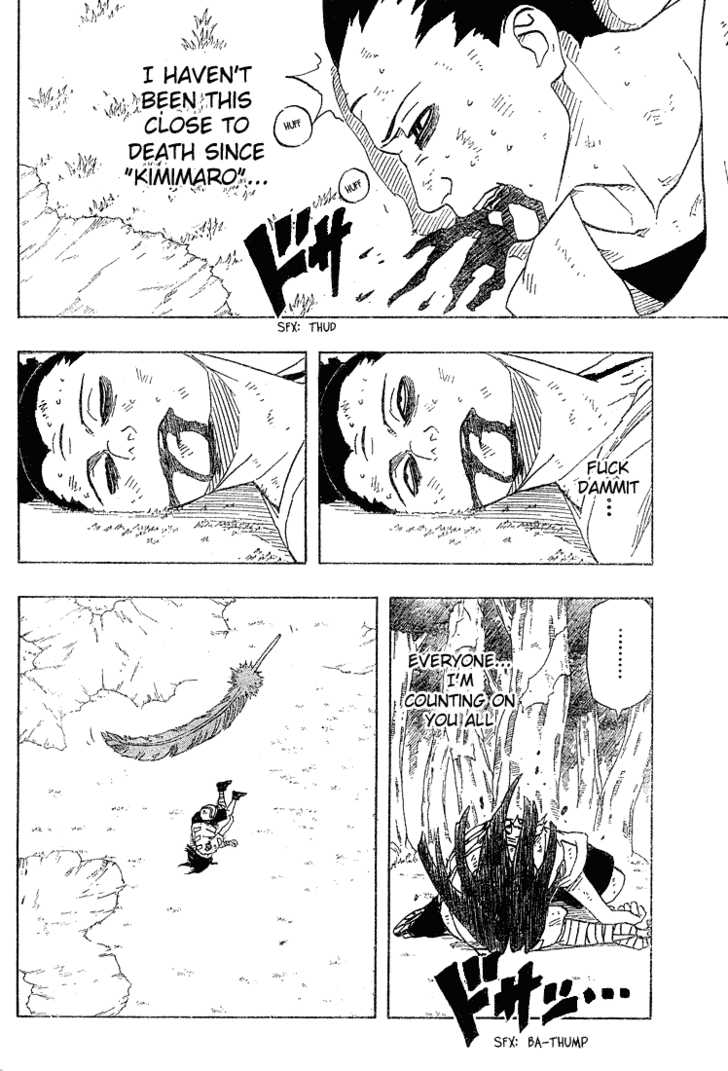 I HAVEN'T
BEEN THIS
CLOSE TO
DEATH SINCE
"KIMIMARO"...
HUFF
HUFF
ドサ
SFX: THUD
FUCK
DAMMIT
...
........
EVERYONE...
I'M
COUNTING ON
YOU ALL
ドサッ...
SFX: BA-THUMP